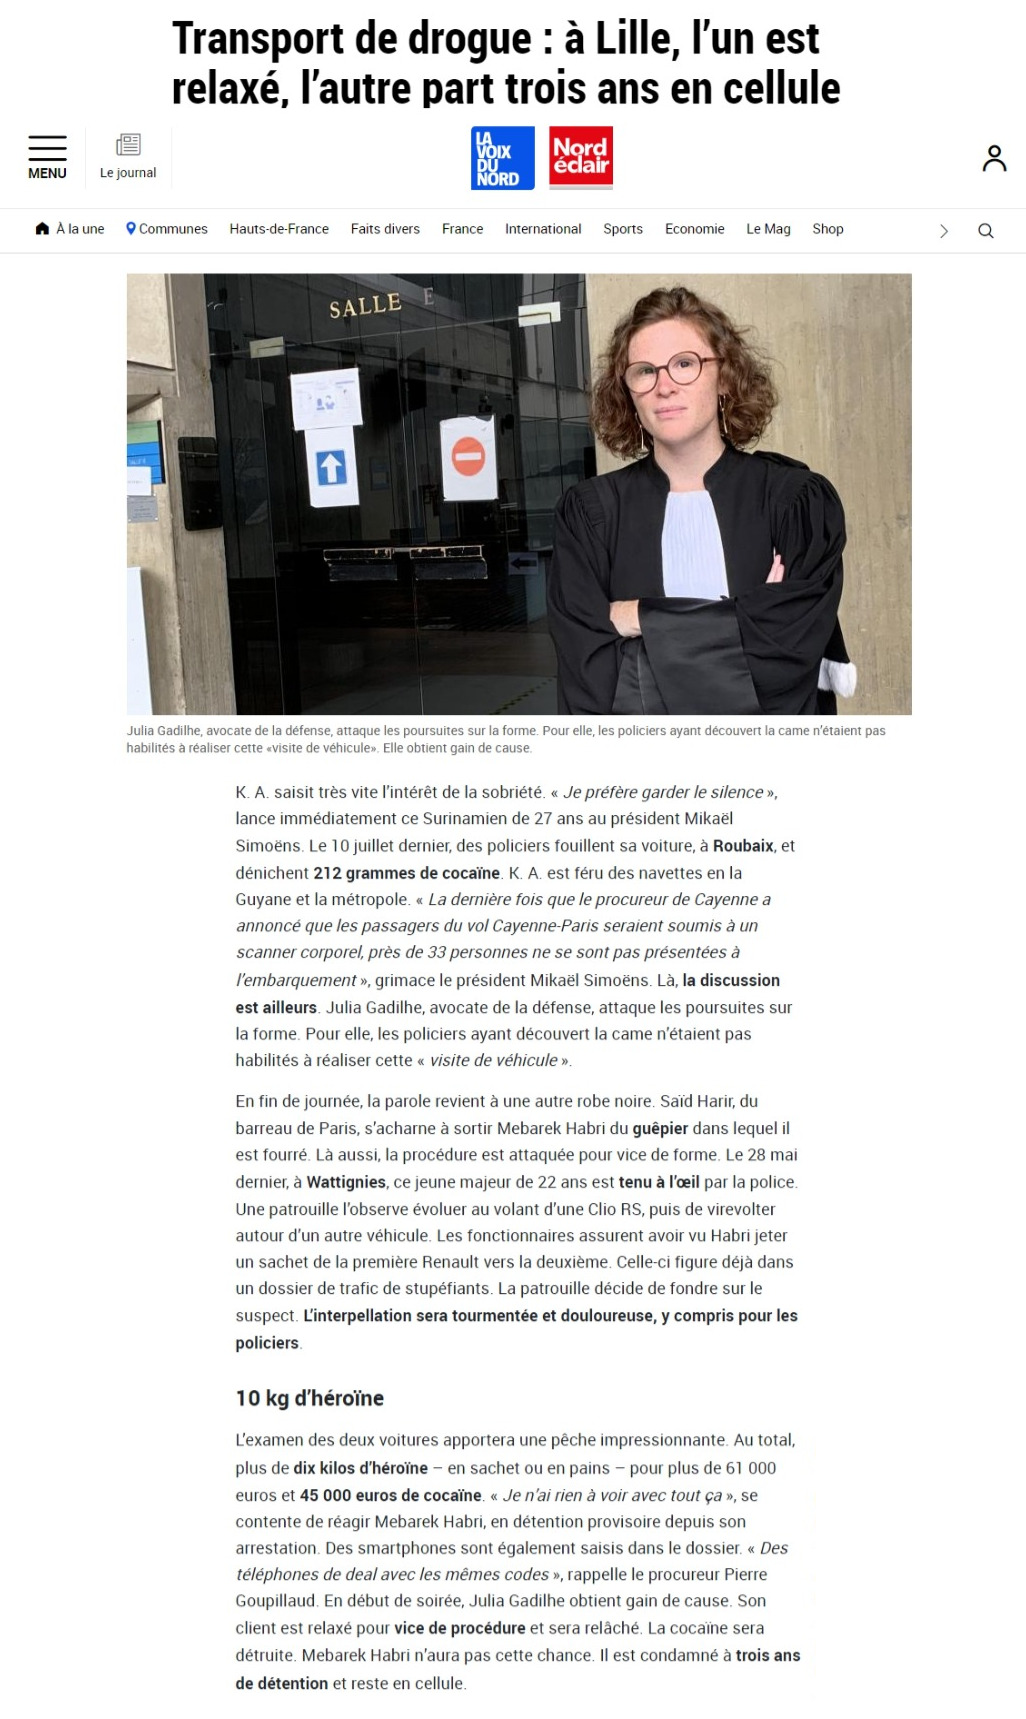 Transport de drogue : à Lille, l’un est
relaxé, l’autre part trois ans en cellule
MENU
Le journal
LA
VOIX
DU
NORD
Nord
éclair
À la une Communes Hauts-de-France Faits divers France International Sports Economie Le Mag Shop
SALLE E
Julia Gadilhe, avocate de la défense, attaque les poursuites sur la forme. Pour elle, les policiers ayant découvert la came n’étaient pas
habilités à réaliser cette «visite de véhicule». Elle obtient gain de cause.
K. A. saisit très vite l’intérêt de la sobriété. « Je préfère garder le silence »,
lance immédiatement ce Surinamien de 27 ans au président Mikaël
Simoëns. Le 10 juillet dernier, des policiers fouillent sa voiture, à Roubaix, et
dénichent 212 grammes de cocaïne. K. A. est féru des navettes en la
Guyane et la métropole. « La dernière fois que le procureur de Cayenne a
annoncé que les passagers du vol Cayenne-Paris seraient soumis à un
scanner corporel, près de 33 personnes ne se sont pas présentées à
l’embarquement », grimace le président Mikaël Simoëns. Là, la discussion
est ailleurs. Julia Gadilhe, avocate de la défense, attaque les poursuites sur
la forme. Pour elle, les policiers ayant découvert la came n’étaient pas
habilités à réaliser cette « visite de véhicule ».
En fin de journée, la parole revient à une autre robe noire. Saïd Harir, du
barreau de Paris, s’acharne à sortir Mebarek Habri du guêpier dans lequel il
est fourré. Là aussi, la procédure est attaquée pour vice de forme. Le 28 mai
dernier, à Wattignies, ce jeune majeur de 22 ans est tenu à l’œil par la police.
Une patrouille l’observe évoluer au volant d’une Clio RS, puis de virevolter
autour d’un autre véhicule. Les fonctionnaires assurent avoir vu Habri jeter
un sachet de la première Renault vers la deuxième. Celle-ci figure déjà dans
un dossier de trafic de stupéfiants. La patrouille décide de fondre sur le
suspect. L’interpellation sera tourmentée et douloureuse, y compris pour les
policiers.
10 kg d’héroïne
L’examen des deux voitures apportera une pêche impressionnante. Au total,
plus de dix kilos d’héroïne – en sachet ou en pains – pour plus de 61 000
euros et 45 000 euros de cocaïne. « Je n’ai rien à voir avec tout ça », se
contente de réagir Mebarek Habri, en détention provisoire depuis son
arrestation. Des smartphones sont également saisis dans le dossier. « Des
téléphones de deal avec les mêmes codes », rappelle le procureur Pierre
Goupillaud. En début de soirée, Julia Gadilhe obtient gain de cause. Son
client est relaxé pour vice de procédure et sera relâché. La cocaïne sera
détruite. Mebarek Habri n’aura pas cette chance. Il est condamné à trois ans
de détention et reste en cellule.